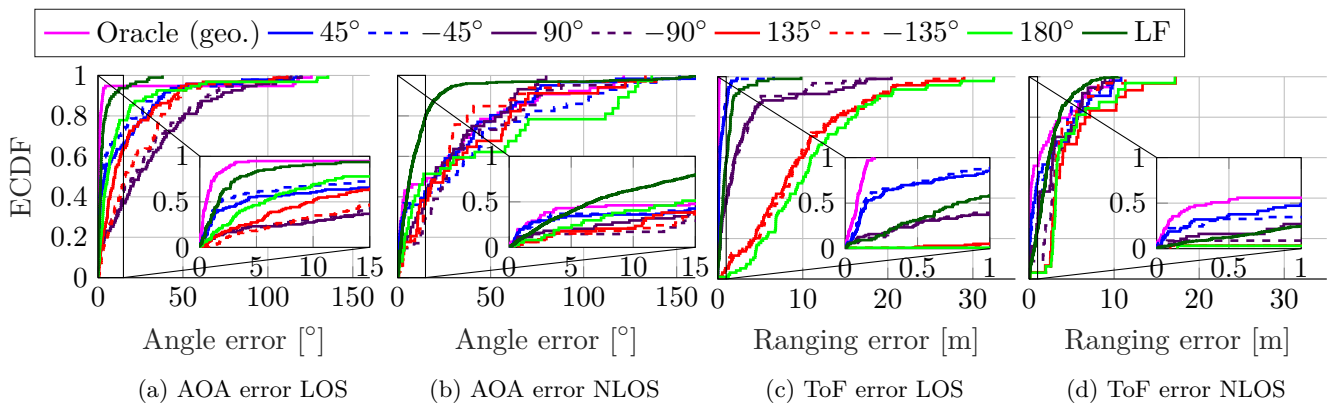 Oracle (geo.) 45° −45° 90° −90° 135° −135° 180° LF
ECDF
1
0.8
0.6
0.4
0.2
0
0 50 100 150
1
0.5
0
0 5 10 15
Angle error [°]
(a) AOA error LOS
0 50 100 150
1
0.5
0
0 5 10 15
Angle error [°]
(b) AOA error NLOS
0 10 20 30
1
0.5
0
0 0.5 1
Ranging error [m]
(c) ToF error LOS
0 10 20 30
1
0.5
0
0 0.5 1
Ranging error [m]
(d) ToF error NLOS